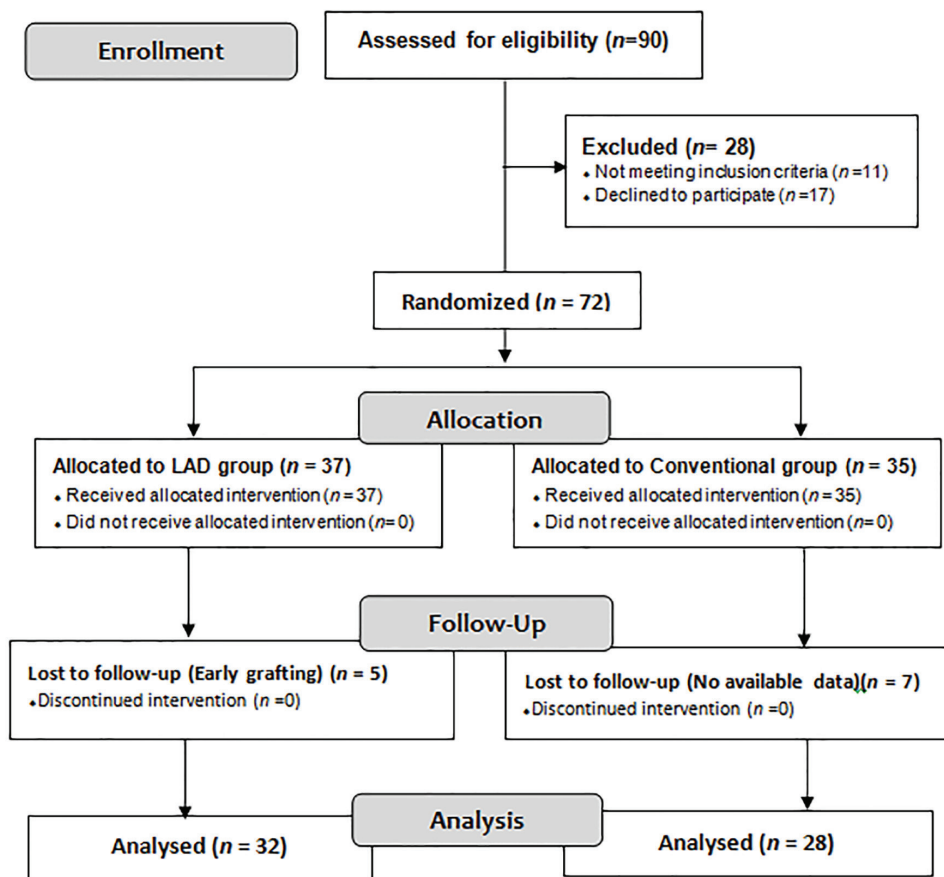 Enrollment
Assessed for eligibility (n=90)
Excluded (n= 28)
⬥ Not meeting inclusion criteria (n=11)
⬥ Declined to participate (n=17)
Randomized (n = 72)
Allocation
Allocated to LAD group (n = 37)
⬥ Received allocated intervention (n= 37)
⬥ Did not receive allocated intervention (n= 0)
Allocated to Conventional group (n = 35)
⬥ Received allocated intervention (n= 35)
⬥ Did not receive allocated intervention (n= 0)
Follow-Up
Lost to follow-up (Early grafting) (n = 5)
⬥Discontinued intervention (n =0)
Lost to follow-up (No available data)(n = 7)
⬥Discontinued intervention (n =0)
Analysis
Analysed (n = 32)
Analysed (n = 28)